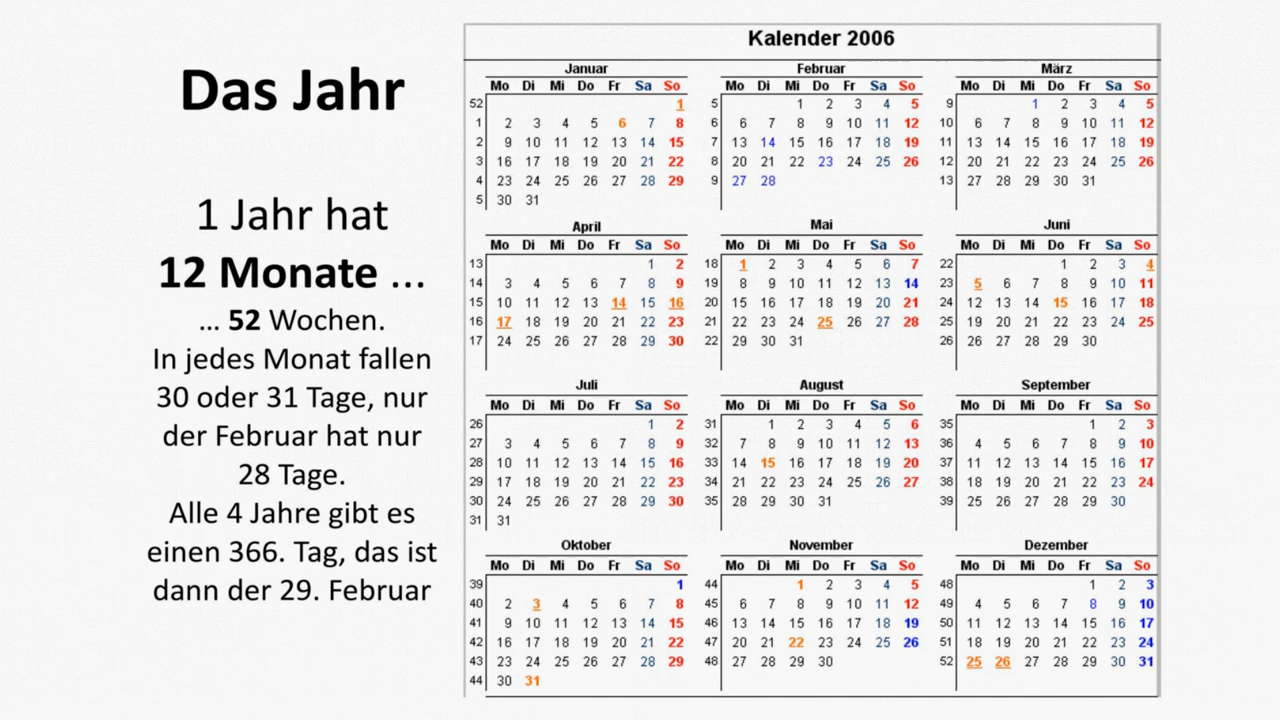 Das Jahr
1 Jahr hat
12 Monate ...
... 52 Wochen.
In jedes Monat fallen
30 oder 31 Tage, nur
der Februar hat nur
28 Tage.
Alle 4 Jahre gibt es
einen 366. Tag, das ist
dann der 29. Februar
Kalender 2006
Januar
Mo Di Mi Do Fr Sa So
52 1
1 2 3 4 5 6 7 8
2 9 10 11 12 13 14 15
3 16 17 18 19 20 21 22
4 23 24 25 26 27 28 29
5 30 31
Februar
Mo Di Mi Do Fr Sa So
5 1 2 3 4 5
6 6 7 8 9 10 11 12
7 13 14 15 16 17 18 19
8 20 21 22 23 24 25 26
9 27 28
März
Mo Di Mi Do Fr Sa So
9 1 2 3 4 5
10 6 7 8 9 10 11 12
11 13 14 15 16 17 18 19
12 20 21 22 23 24 25 26
13 27 28 29 30 31
April
Mo Di Mi Do Fr Sa So
13 1 2
14 3 4 5 6 7 8 9
15 10 11 12 13 14 15 16
16 17 18 19 20 21 22 23
17 24 25 26 27 28 29 30
Mai
Mo Di Mi Do Fr Sa So
18 1 2 3 4 5 6 7
19 8 9 10 11 12 13 14
20 15 16 17 18 19 20 21
21 22 23 24 25 26 27 28
22 29 30 31
Juni
Mo Di Mi Do Fr Sa So
22 1 2 3 4
23 5 6 7 8 9 10 11
24 12 13 14 15 16 17 18
25 19 20 21 22 23 24 25
26 26 27 28 29 30
Juli
Mo Di Mi Do Fr Sa So
26 1 2
27 3 4 5 6 7 8 9
28 10 11 12 13 14 15 16
29 17 18 19 20 21 22 23
30 24 25 26 27 28 29 30
31 31
August
Mo Di Mi Do Fr Sa So
31 1 2 3 4 5 6
32 7 8 9 10 11 12 13
33 14 15 16 17 18 19 20
34 21 22 23 24 25 26 27
35 28 29 30 31
September
Mo Di Mi Do Fr Sa So
35 1 2 3
36 4 5 6 7 8 9 10
37 11 12 13 14 15 16 17
38 18 19 20 21 22 23 24
39 25 26 27 28 29 30
Oktober
Mo Di Mi Do Fr Sa So
39 1
40 2 3 4 5 6 7 8
41 9 10 11 12 13 14 15
42 16 17 18 19 20 21 22
43 23 24 25 26 27 28 29
44 30 31
November
Mo Di Mi Do Fr Sa So
44 1 2 3 4 5
45 6 7 8 9 10 11 12
46 13 14 15 16 17 18 19
47 20 21 22 23 24 25 26
48 27 28 29 30
Dezember
Mo Di Mi Do Fr Sa So
48 1 2 3
49 4 5 6 7 8 9 10
50 11 12 13 14 15 16 17
51 18 19 20 21 22 23 24
52 25 26 27 28 29 30 31